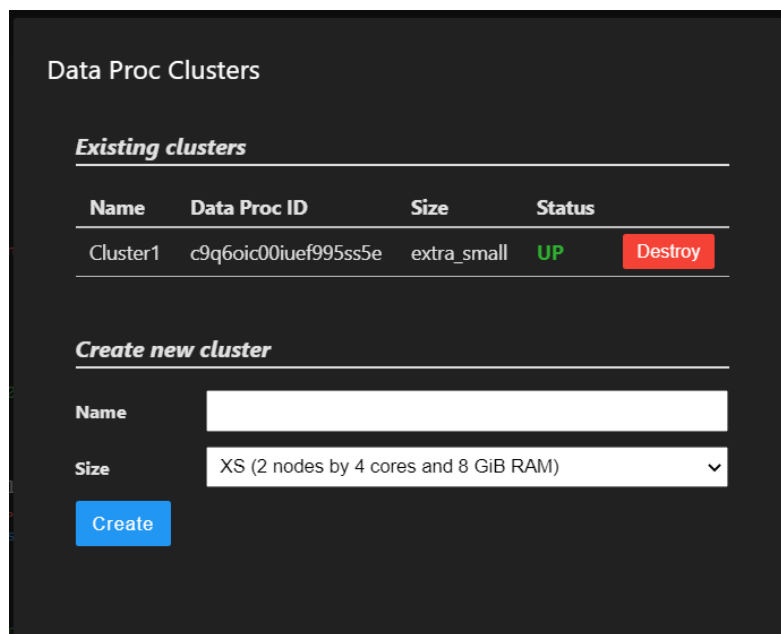 Data Proc Clusters
Existing clusters
Name Data Proc ID Size Status
Cluster1 c9q6oic00iuef995ss5e extra_small UP Destroy
Create new cluster
Name
Size XS (2 nodes by 4 cores and 8 GiB RAM)
Create